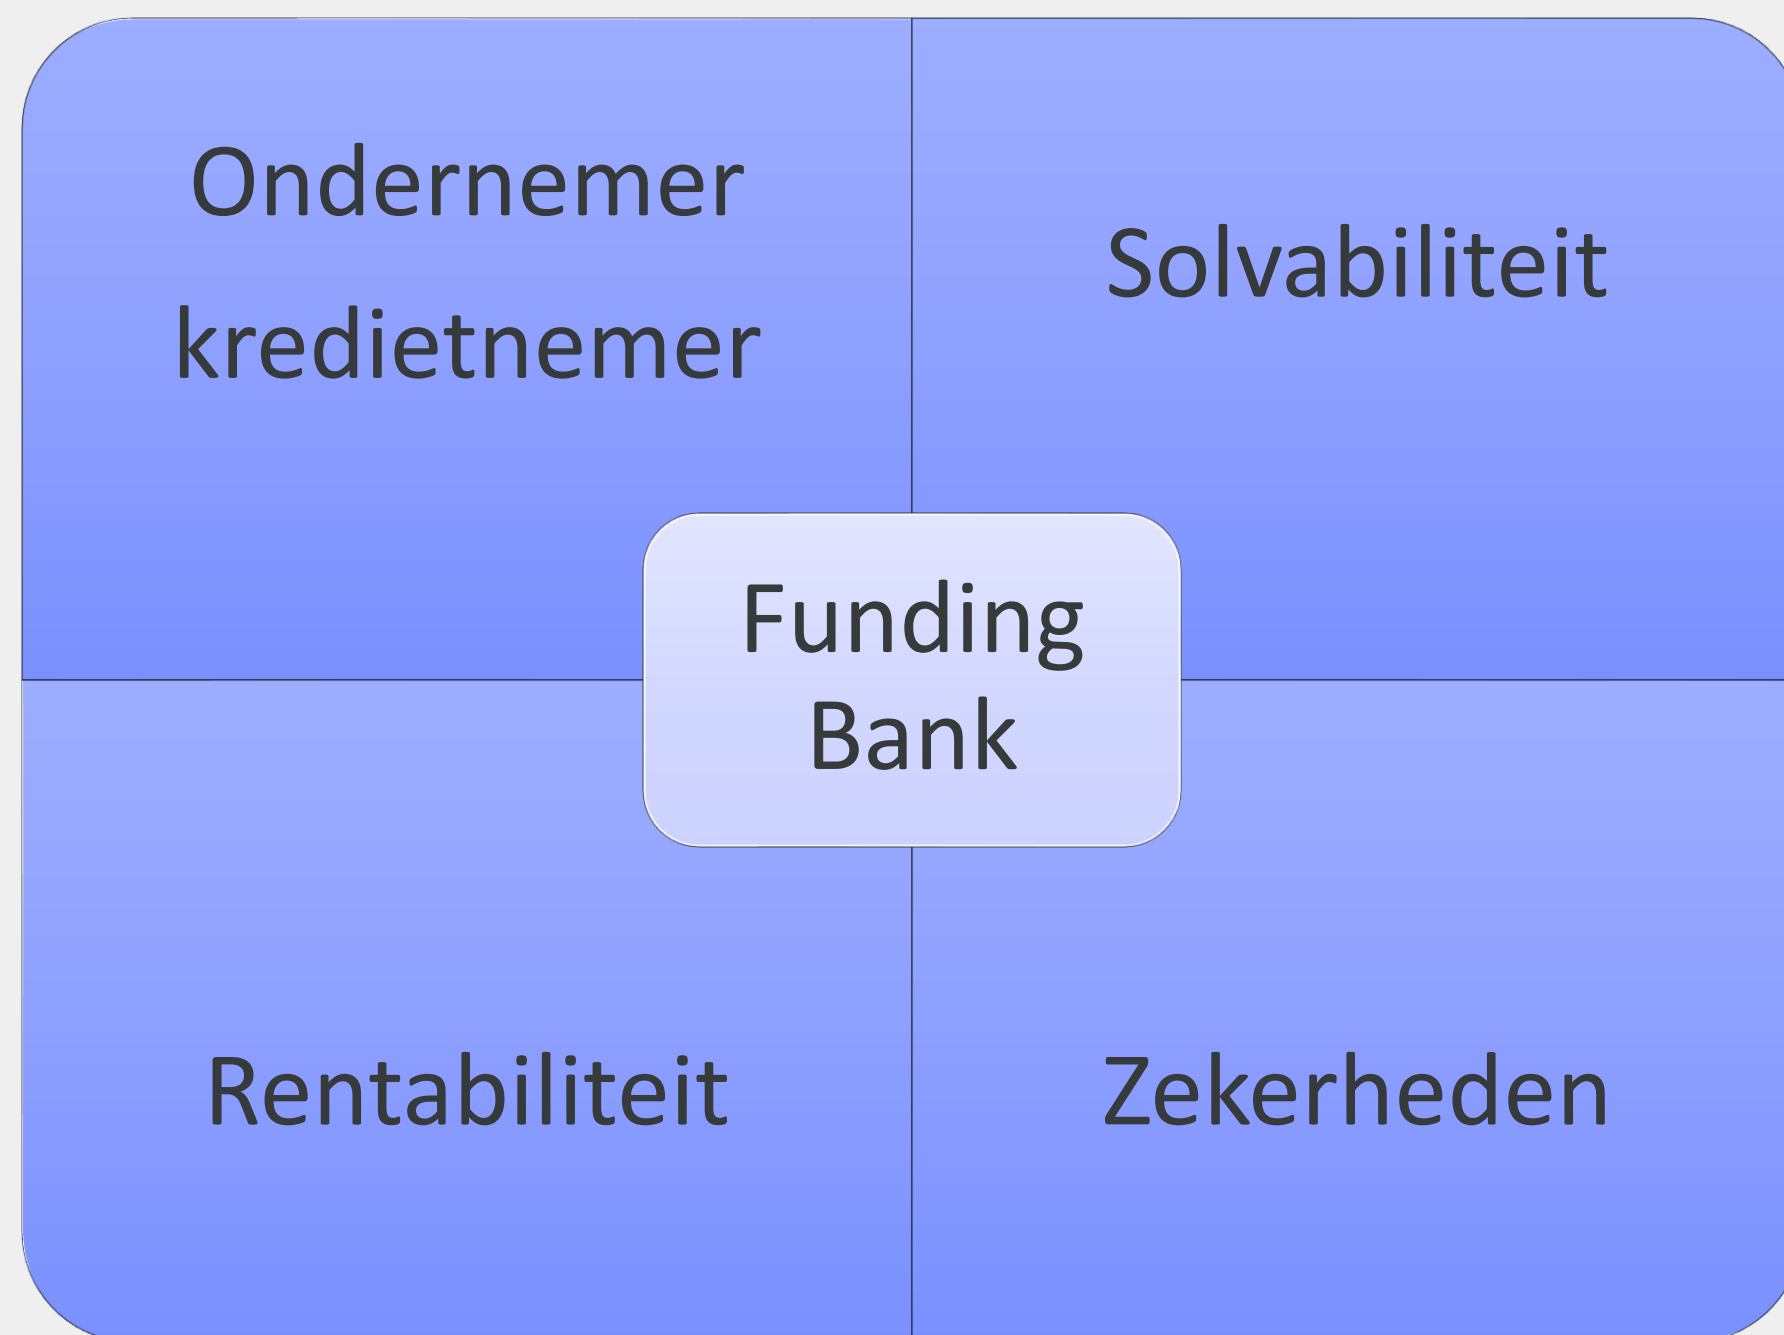 Ondernemer
kredietnemer
Solvabiliteit
Funding
Bank
Rentabiliteit
Zekerheden